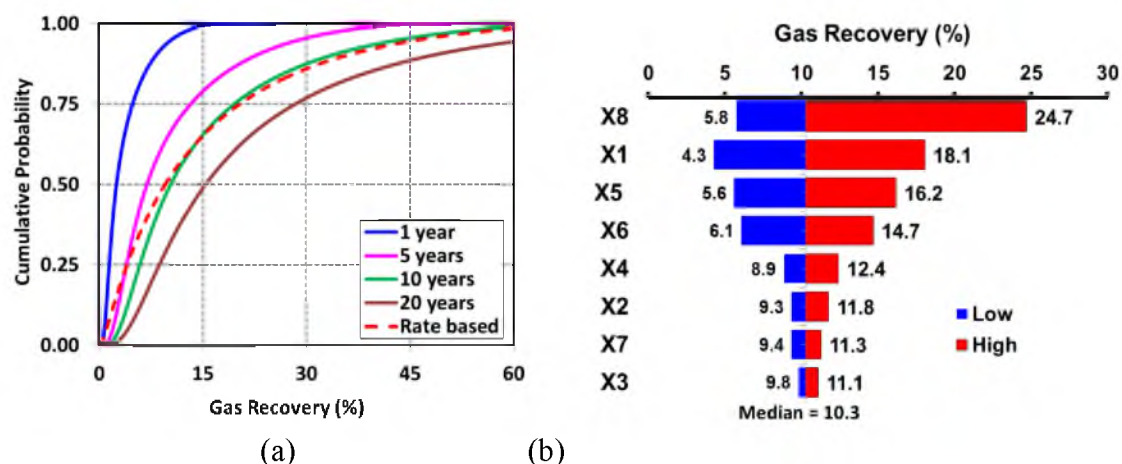 1.00
0.75
0.50
0.25
0.00
Cumulative Probability
1 year
5 years
10 years
20 years
Rate based
0 15 30 45 60
Gas Recovery (%)
(a)
Gas Recovery (%)
0 5 10 15 20 25 30
X8 5.8 24.7
X1 4.3 18.1
X5 5.6 16.2
X6 6.1 14.7
X4 8.9 12.4
X2 9.3 11.8
X7 9.4 11.3
X3 9.8 11.1
Low
High
Median = 10.3
(b)